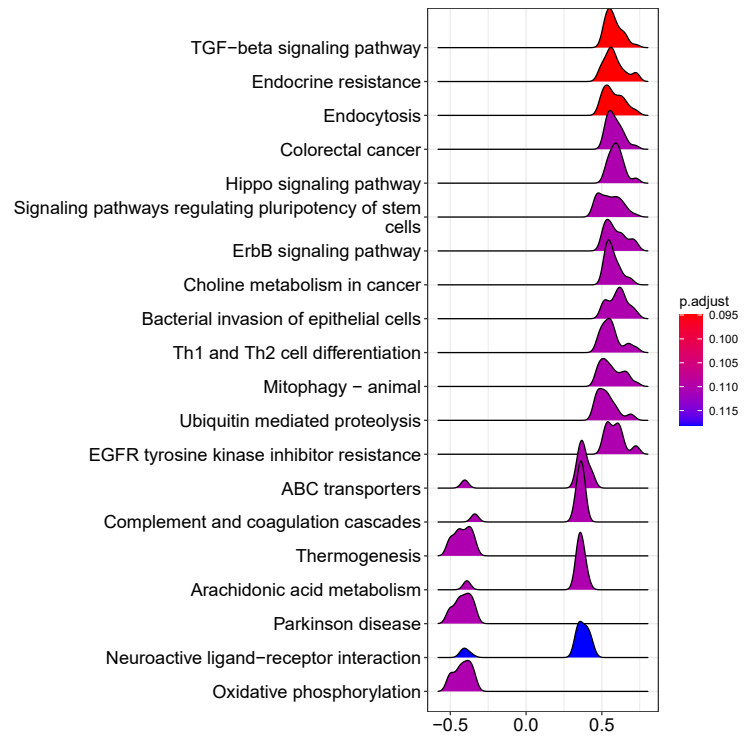 TGF−beta signaling pathway
Endocrine resistance
Endocytosis
Colorectal cancer
Hippo signaling pathway
Signaling pathways regulating pluripotency of stem
cells
ErbB signaling pathway
Choline metabolism in cancer
Bacterial invasion of epithelial cells
Th1 and Th2 cell differentiation
Mitophagy − animal
Ubiquitin mediated proteolysis
EGFR tyrosine kinase inhibitor resistance
ABC transporters
Complement and coagulation cascades
Thermogenesis
Arachidonic acid metabolism
Parkinson disease
Neuroactive ligand−receptor interaction
Oxidative phosphorylation
−0.5 0.0 0.5
p.adjust
0.095
0.100
0.105
0.110
0.115